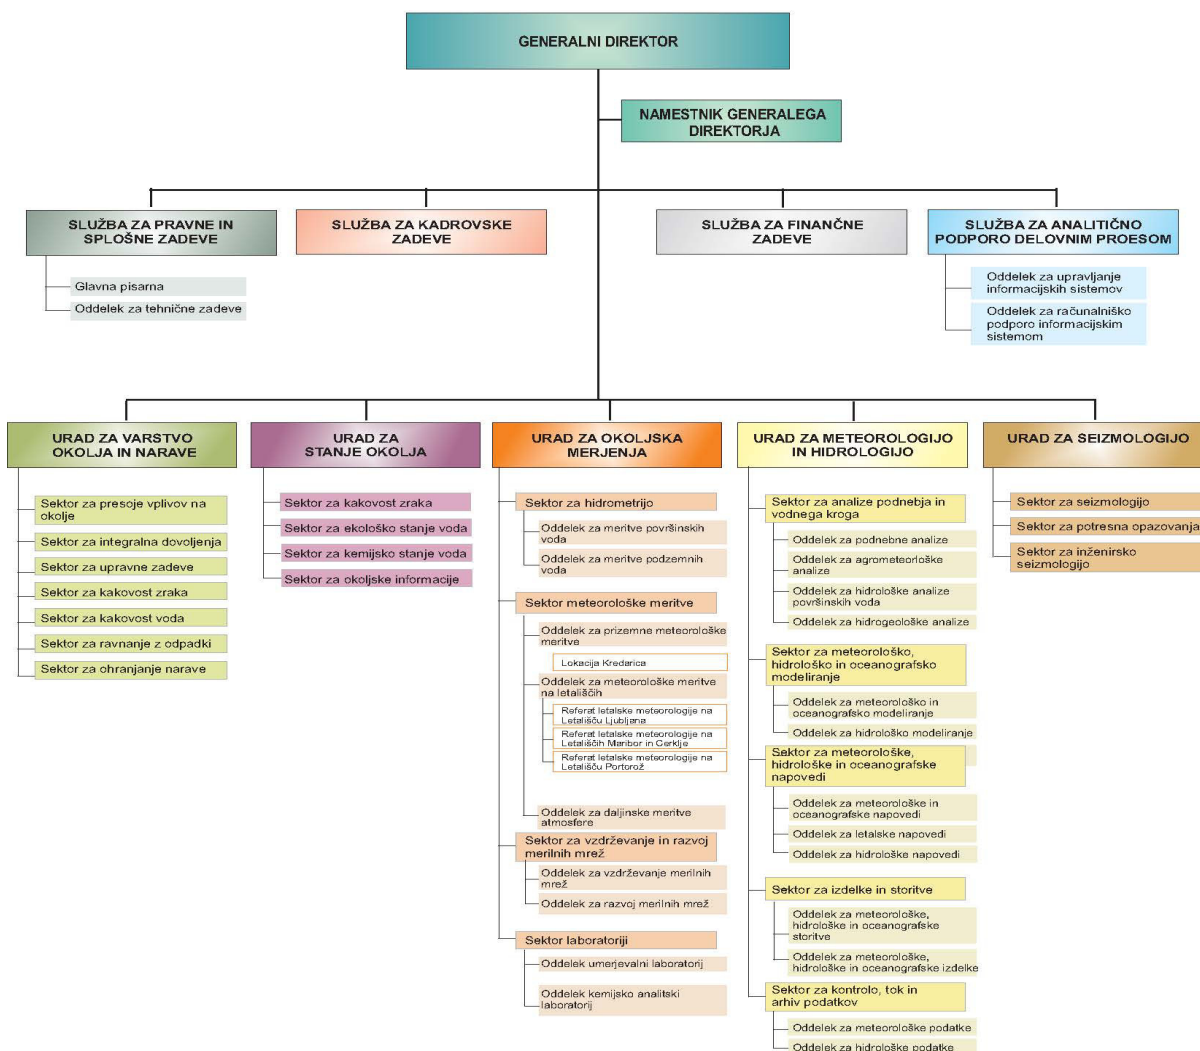 GENERALNI DIREKTOR
NAMESTNIK GENERALEGA
DIREKTORJA
SLUŽBA ZA PRAVNE IN
SPLOŠNE ZADEVE
Glavna pisarna
Oddelek za tehnične zadeve
SLUŽBA ZA KADROVSKE
ZADEVE
SLUŽBA ZA FINANČNE
ZADEVE
SLUŽBA ZA ANALITIČNO
PODPORO DELOVNIM PROESOM
Oddelek za upravljanje
informacijskih sistemov
Oddelek za računalniško
podporo informacijskim
sistemom
URAD ZA VARSTVO
OKOLJA IN NARAVE
Sektor za presoje vplivov na
okolje
Sektor za integralna dovoljenja
Sektor za upravne zadeve
Sektor za kakovost zraka
Sektor za kakovost voda
Sektor za ravnanje z odpadki
Sektor za ohranjanje narave
URAD ZA
STANJE OKOLJA
Sektor za kakovost zraka
Sektor za ekološko stanje voda
Sektor za kemijsko stanje voda
Sektor za okoljske informacije
URAD ZA OKOLJSKA
MERJENJA
Sektor za hidrometrijo
Oddelek za meritve površinskih
voda
Oddelek za meritve podzemnih
voda
Sektor meteorološke meritve
Oddelek za prizemne meteorološke
meritve
Lokacija Kredarica
Oddelek za meteorološke meritve
na letališčih
Referat letalske meteorologije na
Letališču Ljubljana
Referat letalske meteorologije na
Letališčih Maribor in Cerklje
Referat letalske meteorologije na
Letališču Portorož
Oddelek za daljinske meritve
atmosfere
Sektor za vzdrževanje in razvoj
merilnih mrež
Oddelek za vzdrževanje merilnih
mrež
Oddelek za razvoj merilnih mrež
Sektor laboratoriji
Oddelek umerjevalni laboratorij
Oddelek kemijsko analitski
laboratorij
URAD ZA METEOROLOGIJO
IN HIDROLOGIJO
Sektor za analize podnebja in
vodnega kroga
Oddelek za podnebne analize
Oddelek za agrometeorloške
analize
Oddelek za hidrološke analize
površinskih voda
Oddelek za hidrogeološke analize
Sektor za meteorološko,
hidrološko in oceanografsko
modeliranje
Oddelek za meteorološko in
oceanografsko modeliranje
Oddelek za hidrološko modeliranje
Sektor za meteorološke,
hidrološke in oceanografske
napovedi
Oddelek za meteorološke in
oceanografske napovedi
Oddelek za letalske napovedi
Oddelek za hidrološke napovedi
Sektor za izdelke in storitve
Oddelek za meteorološke,
hidrološke in oceanografske
storitve
Oddelek za meteorološke,
hidrološke in oceanografske izdelke
Sektor za kontrolo, tok in
arhiv podatkov
Oddelek za meteorološke podatke
Oddelek za hidrološke podatke
URAD ZA SEIZMOLOGIJO
Sektor za seizmologijo
Sektor za potresna opazovanja
Sektor za inženirsko
seizmologijo